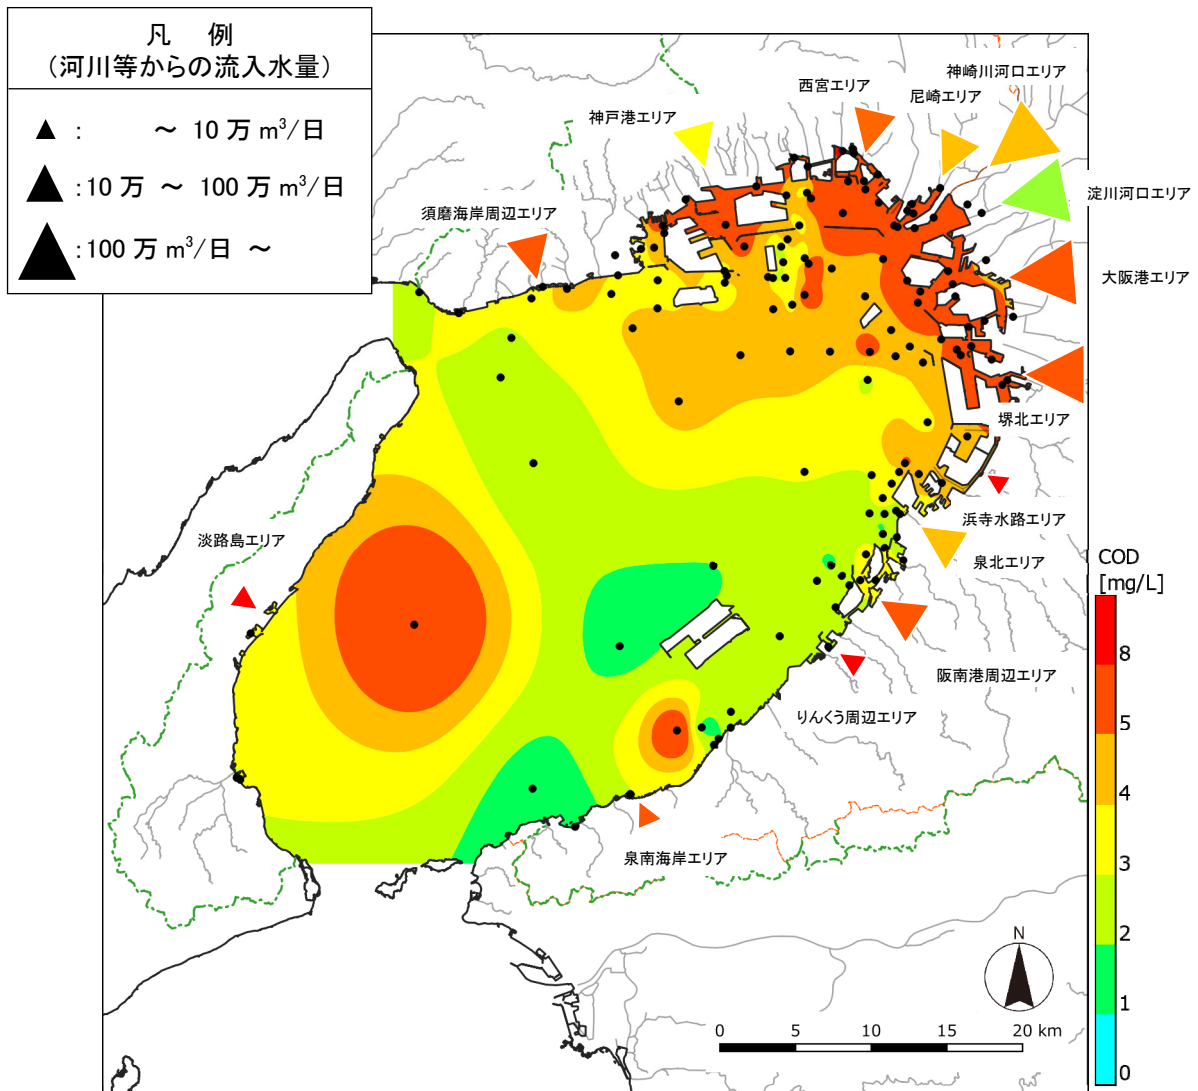 凡 例
(河川等からの流入水量)
: ～ 10 万 m³/日
: 10 万 ～ 100 万 m³/日
: 100 万 m³/日 ～
神崎川河口エリア
西宮エリア
尼崎エリア
神戸港エリア
淀川河口エリア
須磨海岸周辺エリア
大阪港エリア
堺北エリア
浜寺水路エリア
淡路島エリア
泉北エリア
COD
[mg/L]
8
5
4
3
2
1
0
阪南港周辺エリア
りんくう周辺エリア
泉南海岸エリア
N
0 5 10 15 20 km